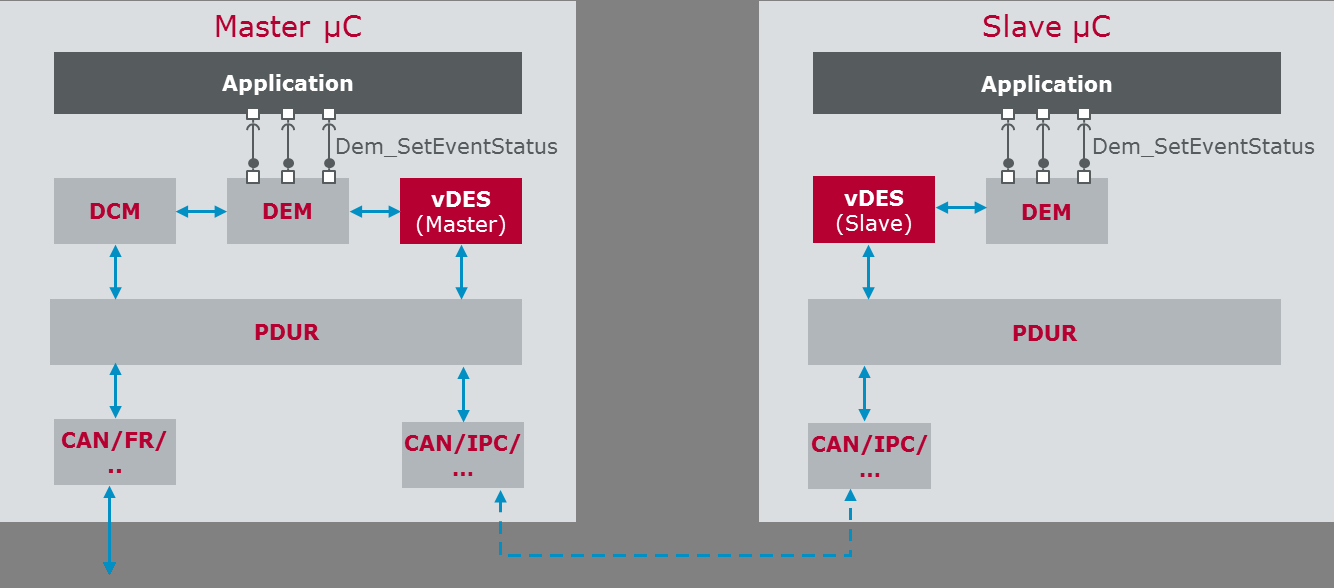 Master µC
Application
Dem_SetEventStatus
DCM
DEM
vDES
(Master)
PDUR
CAN/FR/
..
CAN/IPC/
...
Slave µC
Application
Dem_SetEventStatus
vDES
(Slave)
DEM
PDUR
CAN/IPC/
...